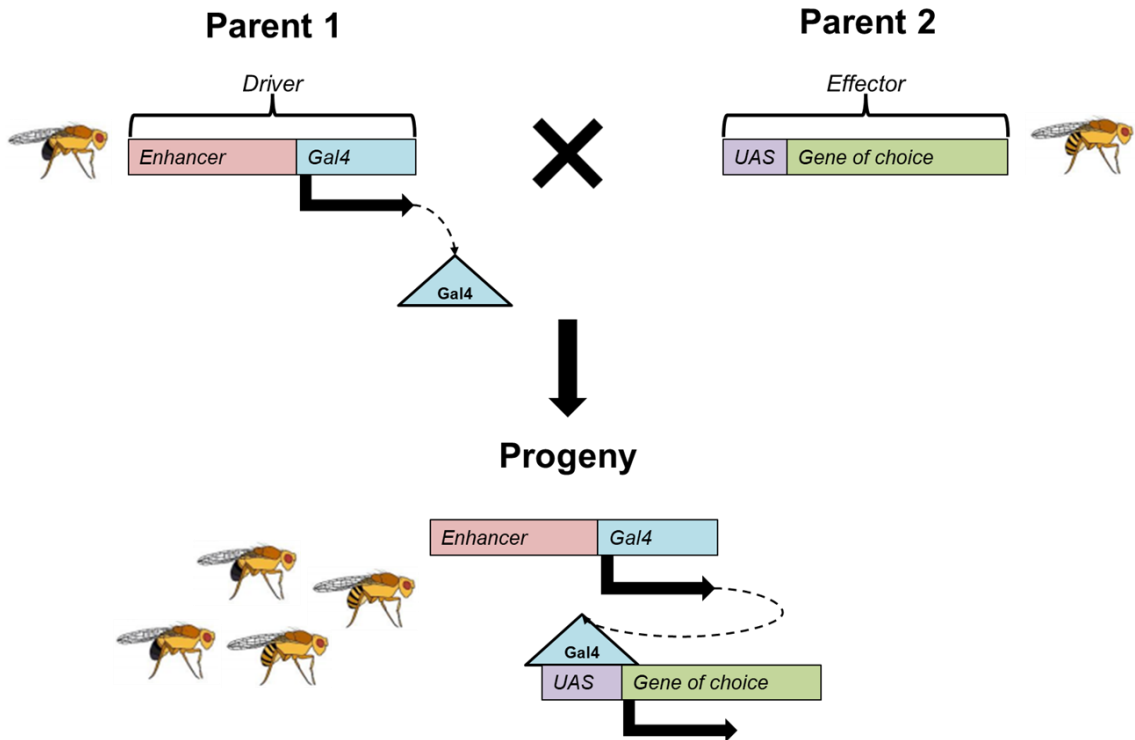 Parent 1
Parent 2
Driver
Effector
Enhancer Gal4
UAS Gene of choice
Gal4
Progeny
Enhancer Gal4
Gal4
UAS Gene of choice